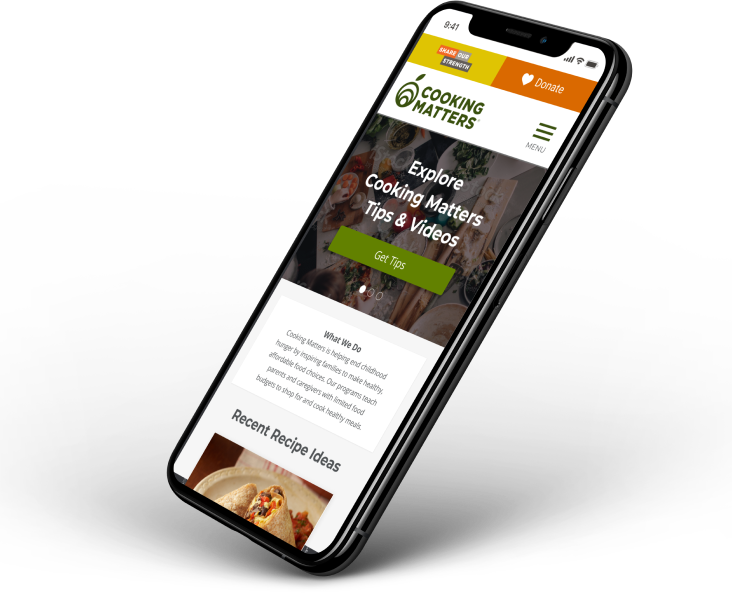 9:41
SHARE OUR
STRENGTH
Donate
COOKING
MATTERS
MENU
Explore
Cooking Matters
Tips & Videos
Get Tips
What We Do
Cooking Matters is helping end childhood
hunger by inspiring families to make healthy,
affordable food choices. Our programs teach
parents and caregivers with limited food
budgets to shop for and cook healthy meals.
Recent Recipe Ideas